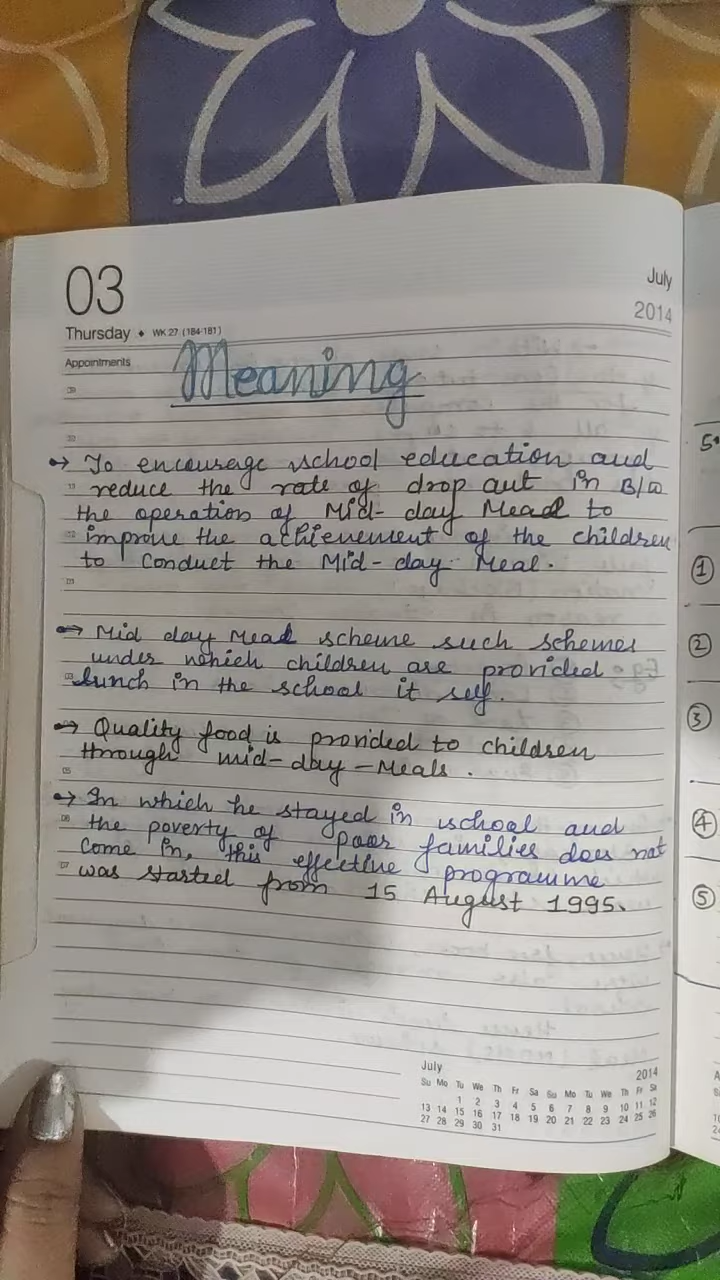 03
July
2014
Thursday ♦ WK 27 (184-181)
Appointments
Meaning
→ To encourage school education and
reduce the rate of drop out in B/w
the operation of Mid-day Mead to
improve the achievement of the children
to Conduct the Mid-day Meal.
→ Mid day Mead scheme such schemes
under which children are provided
lunch in the school it self.
→ Quality food is provided to children
through mid-day-Meals.
→ In which he stayed in school and
the poverty of poor families does not
come in, this effective programme
was started from 15 August 1995.
July 2014
Su Mo Tu We Th Fr Sa Su Mo Tu We Th Fr Sa
1 2 3 4 5 6 7 8 9 10 11 12
13 14 15 16 17 18 19 20 21 22 23 24 25 26
27 28 29 30 31
①
②
③
④
⑤